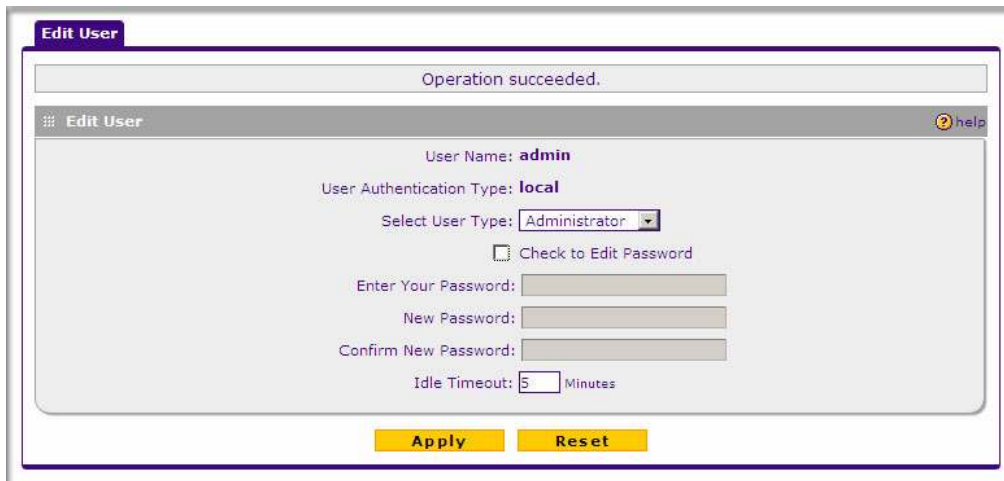 Edit User
Operation succeeded.
Edit User
? help
User Name: admin
User Authentication Type: local
Select User Type: Administrator
Check to Edit Password
Enter Your Password:
New Password:
Confirm New Password:
Idle Timeout: 5 Minutes
Apply Reset